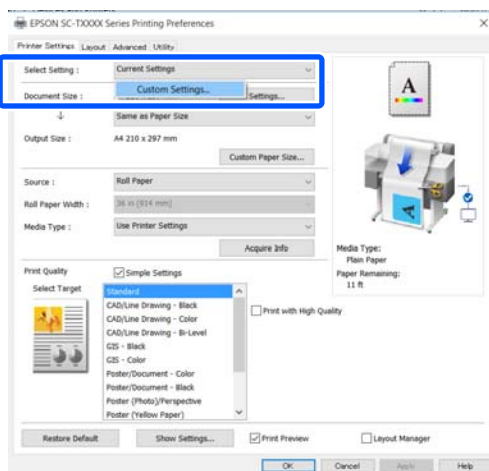 EPSON SC-TXXXX Series Printing Preferences
Printer Settings Layout Advanced Utility
Select Setting : Current Settings
Custom Settings...
Document Size : Settings...
Same as Paper Size
Output Size : A4 210 x 297 mm
Custom Paper Size...
Source : Roll Paper
Roll Paper Width : 36 in (914 mm)
Media Type : Use Printer Settings
Acquire Info
A
Media Type:
Plain Paper
Paper Remaining:
11 ft
Print Quality Simple Settings
Select Target
Standard
CAD/Line Drawing - Black
CAD/Line Drawing - Color
CAD/Line Drawing - Bi-Level
GIS - Black
GIS - Color
Poster/Document - Color
Poster/Document - Black
Poster (Photo)/Perspective
Poster (Yellow Paper)
Print with High Quality
Restore Default Show Settings... Print Preview Layout Manager
OK Cancel Apply Help